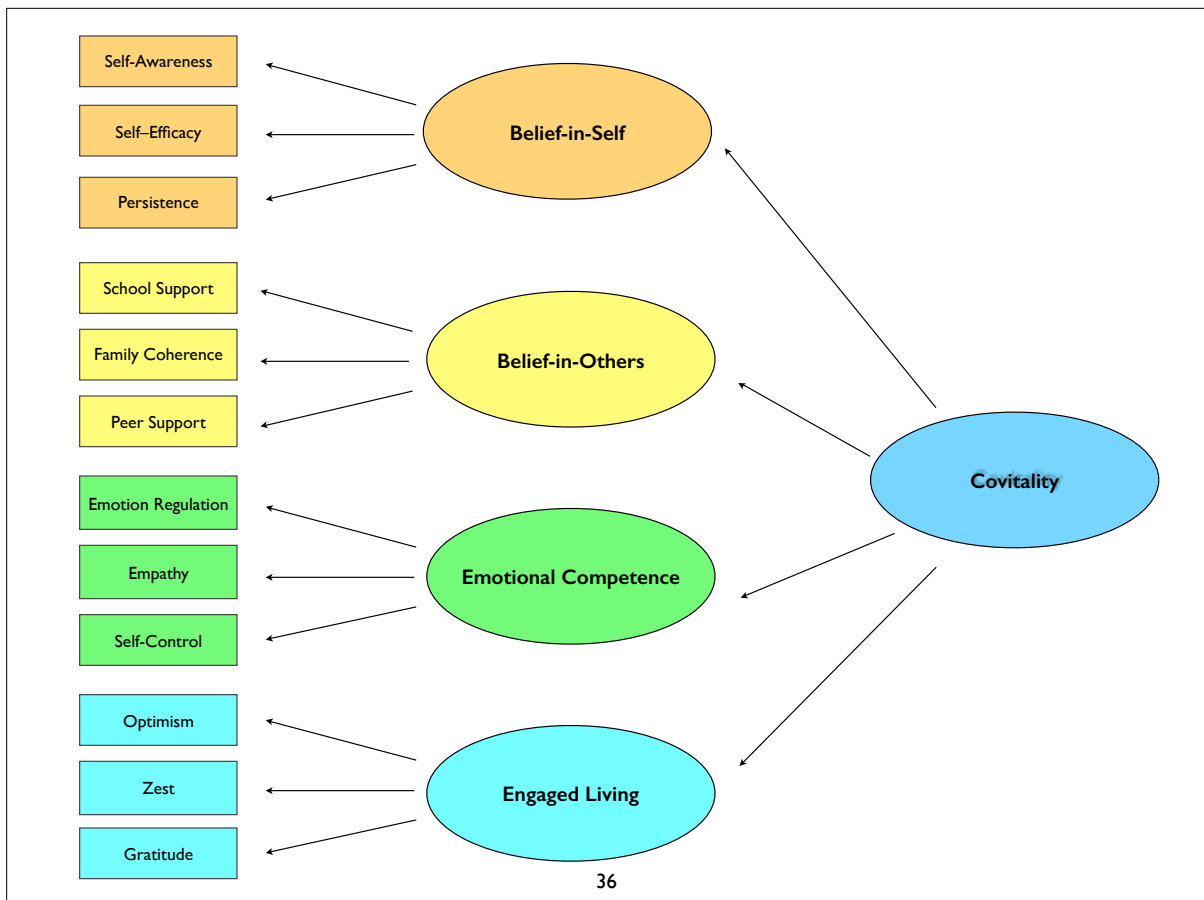 Self-Awareness
Self–Efficacy
Persistence
Belief-in-Self
School Support
Family Coherence
Peer Support
Belief-in-Others
Emotion Regulation
Empathy
Self-Control
Emotional Competence
Optimism
Zest
Gratitude
Engaged Living
Covitality
36